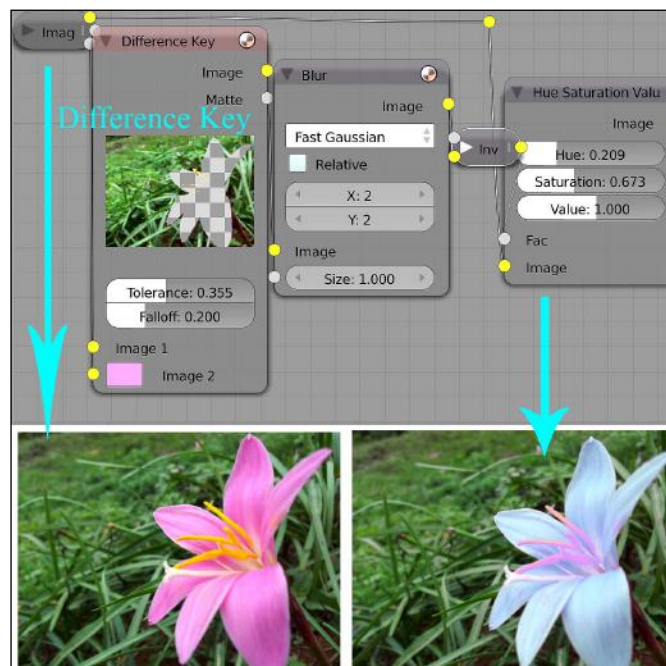 Imag
Difference Key
Image
Matte
Difference Key
Tolerance: 0.355
Falloff: 0.200
Image 1
Image 2
Blur
Image
Fast Gaussian
Relative
X: 2
Y: 2
Image
Size: 1.000
Inv
Hue Saturation Valu
Image
Hue: 0.209
Saturation: 0.673
Value: 1.000
Fac
Image